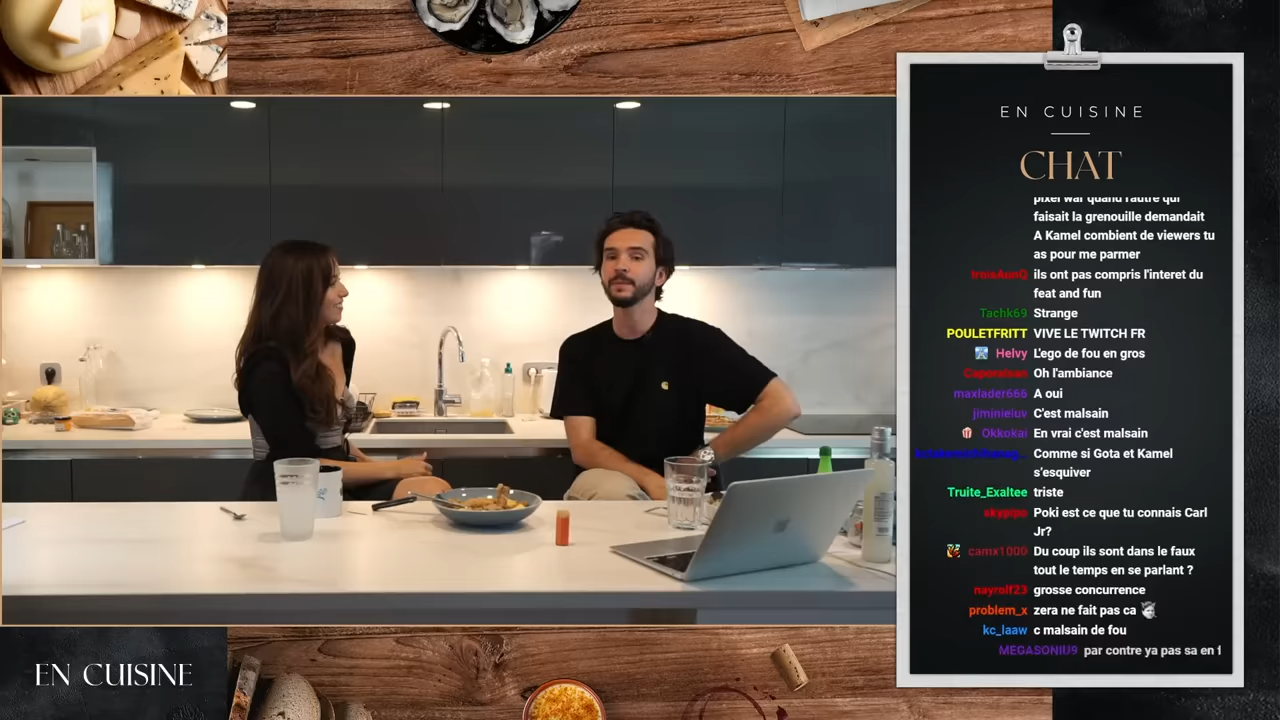 EN CUISINE
CHAT
pixel war quand l'autre qui
faisait la grenouille demandait
A Kamel combient de viewers tu
as pour me parmer
troisAunQ ils ont pas compris l'interet du
feat and fun
Tachk69 Strange
POULETFRITT VIVE LE TWITCH FR
Helvy L'ego de fou en gros
Caporalsan Oh l'ambiance
maxlader666 A oui
jiminieluv C'est malsain
Okkokai En vrai c'est malsain
Comme si Gota et Kamel
s'esquiver
Truite_Exaltee triste
skypipo Poki est ce que tu connais Carl
Jr?
camx1000 Du coup ils sont dans le faux
tout le temps en se parlant ?
nayrolf23 grosse concurrence
problem_x zera ne fait pas ca
kc_laaw c malsain de fou
MEGASONIU9 par contre ya pas sa en f
EN CUISINE